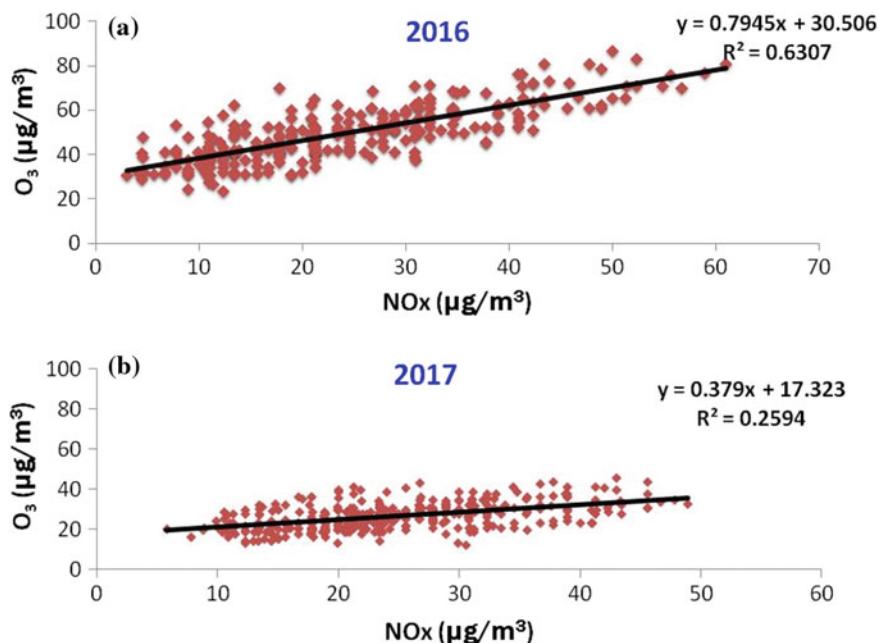 (a)
2016
y = 0.7945x + 30.506
R² = 0.6307
O₃ (µg/m³)
100
80
60
40
20
0
0 10 20 30 40 50 60 70
NOx (µg/m³)
(b)
2017
y = 0.379x + 17.323
R² = 0.2594
O₃ (µg/m³)
100
80
60
40
20
0
0 10 20 30 40 50 60
NOx (µg/m³)